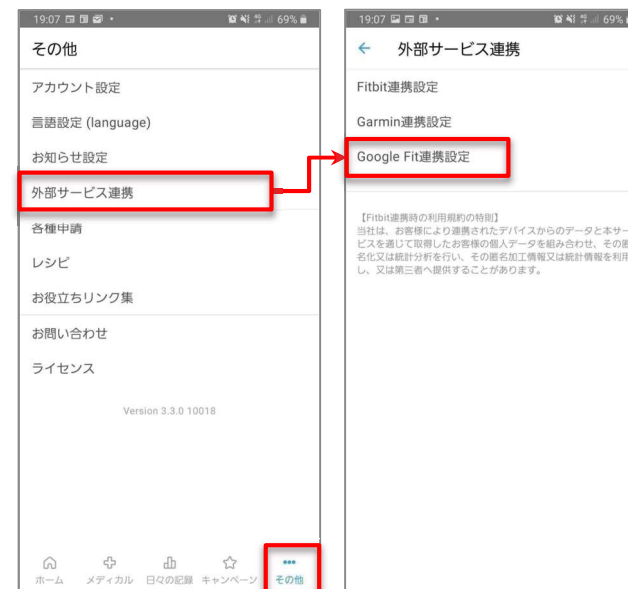 19:07
69%
その他
アカウント設定
言語設定 (language)
お知らせ設定
外部サービス連携
各種申請
レシピ
お役立ちリンク集
お問い合わせ
ライセンス
Version 3.3.0 10018
ホーム
メディカル
日々の記録
キャンペーン
その他
19:07
69%
外部サービス連携
Fitbit連携設定
Garmin連携設定
Google Fit連携設定
【Fitbit連携時の利用規約の特則】
当社は、お客様により連携されたデバイスからのデータと本サー
ビスを通じて取得したお客様の個人データを組み合わせ、その匿
名化又は統計分析を行い、その匿名加工情報又は統計情報を利用
し、又は第三者へ提供することがあります。